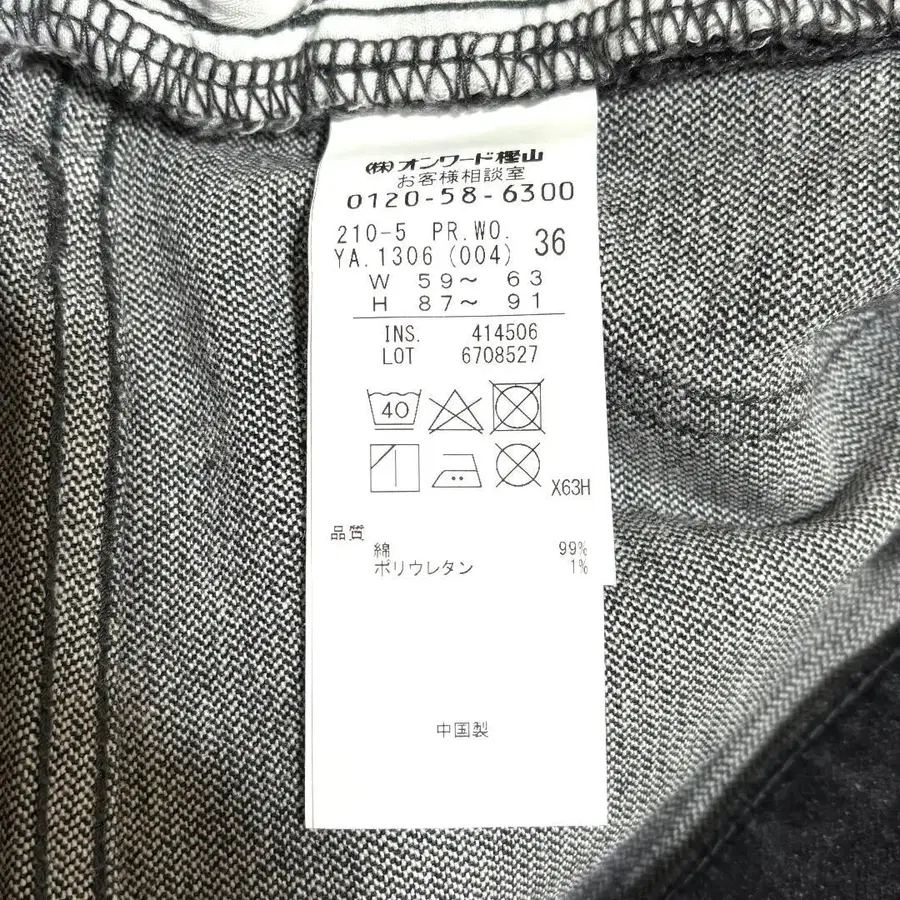 (株)オンワード樫山
お客様相談室
0120-58-6300
210-5 PR.WO.
YA.1306 (004) 36
W 59〜 63
H 87〜 91
INS. 414506
LOT 6708527
40
X63H
品質
綿 99%
ポリウレタン 1%
中国製